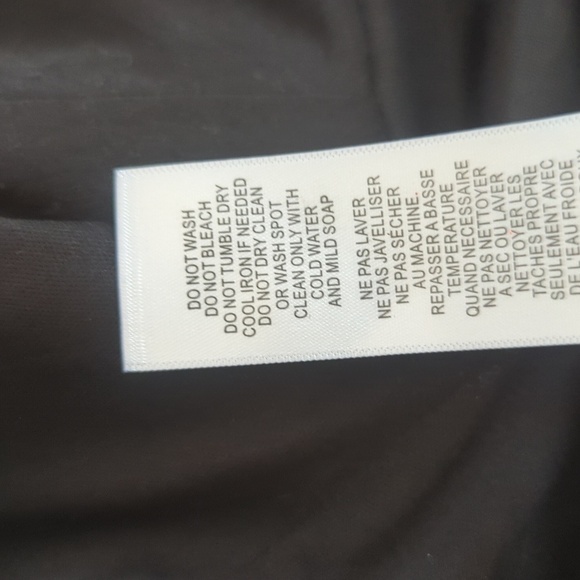 DO NOT WASH
DO NOT BLEACH
DO NOT TUMBLE DRY
COOL IRON IF NEEDED
DO NOT DRY CLEAN
OR WASH SPOT
CLEAN ONLY WITH
COLD WATER
AND MILD SOAP
NE PAS LAVER
NE PAS JAVELLISER
NE PAS SÉCHER
AU MACHINE.
REPASSER A BASSE
TEMPERATURE
QUAND NECESSAIRE
NE PAS NETTOYER
A SEC OU LAVER
NETTOYER LES
TACHES PROPRE
SEULEMENT AVEC
DE L'EAU FROIDE